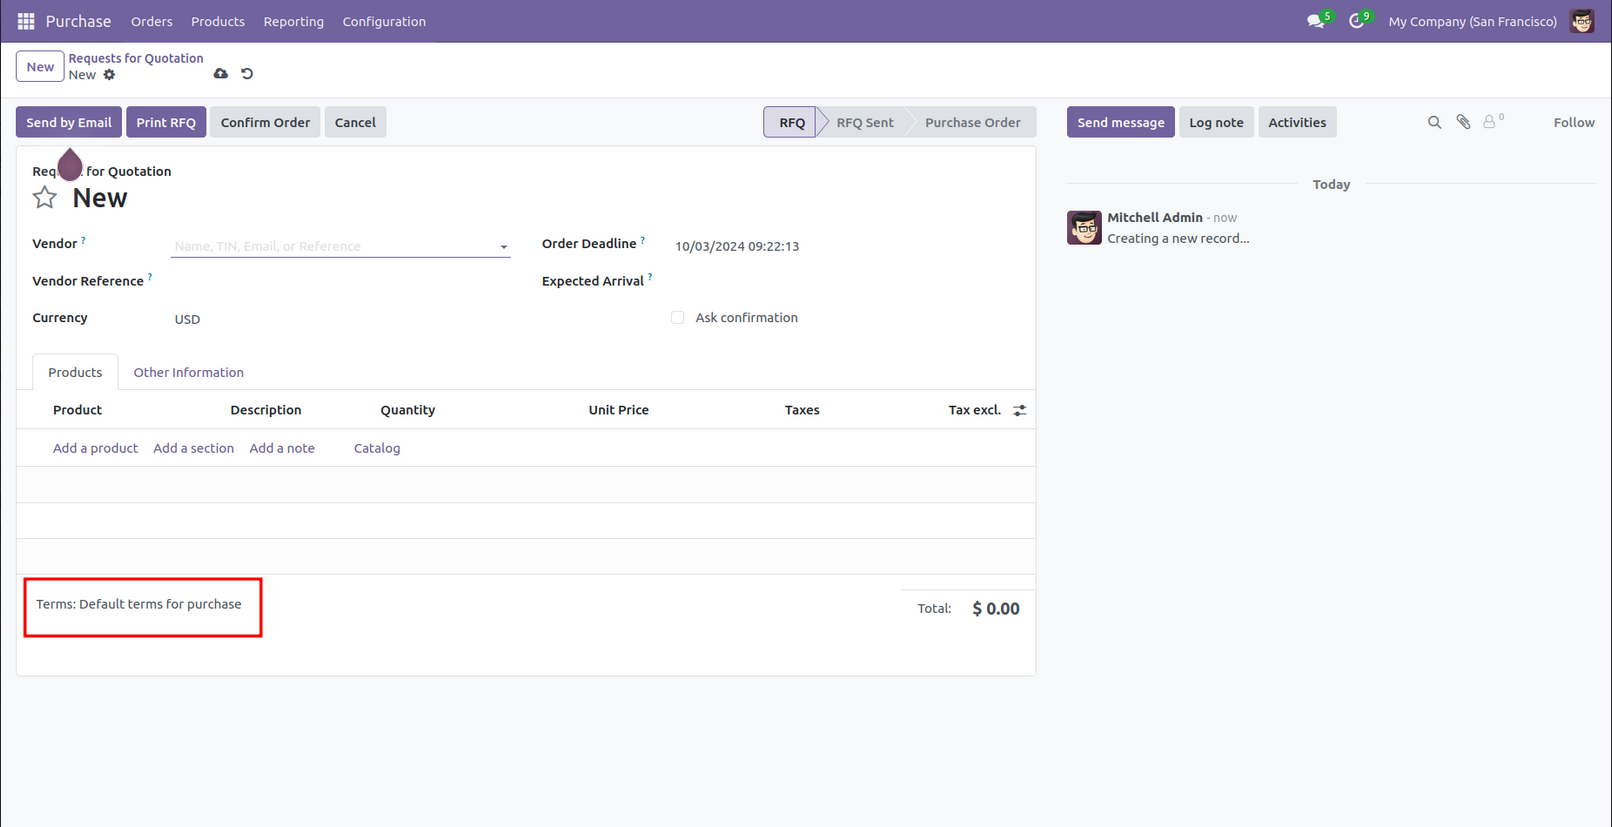 Purchase Orders Products Reporting Configuration 5 9 My Company (San Francisco)
New Requests for Quotation
New
Send by Email Print RFQ Confirm Order Cancel RFQ RFQ Sent Purchase Order Send message Log note Activities 0 Follow
Req for Quotation
New
Today
Mitchell Admin - now
Creating a new record...
Vendor ? Name, TIN, Email, or Reference Order Deadline ? 10/03/2024 09:22:13
Vendor Reference ? Expected Arrival ?
Currency USD Ask confirmation
Products Other Information
Product Description Quantity Unit Price Taxes Tax excl.
Add a product Add a section Add a note Catalog
Terms: Default terms for purchase Total: $ 0.00